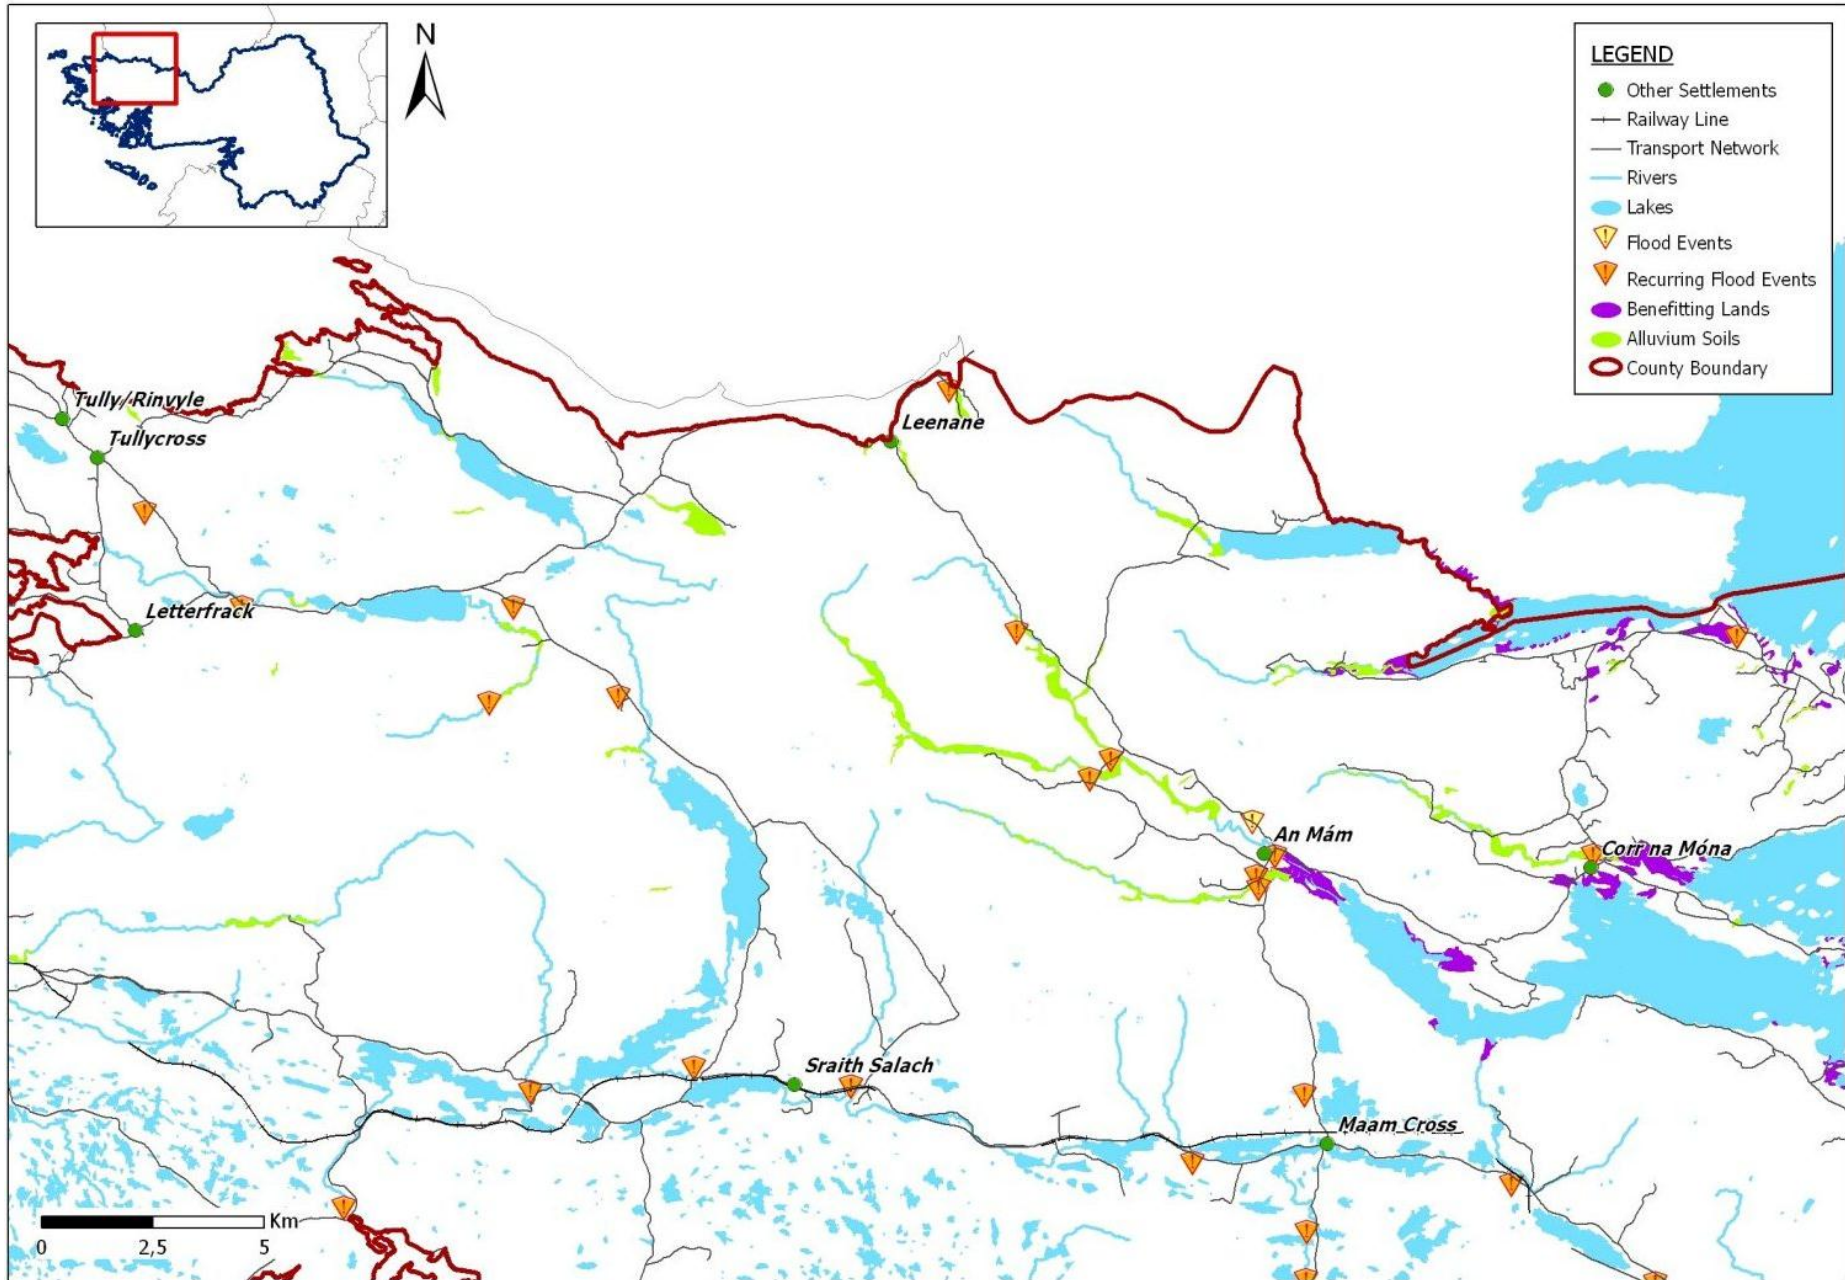 N
LEGEND
Other Settlements
Railway Line
Transport Network
Rivers
Lakes
Flood Events
Recurring Flood Events
Benefitting Lands
Alluvium Soils
County Boundary
Tully/Rinvyle
Tullycross
Leenane
Letterfrack
An Mám
Corr na Móna
Sraith Salach
Maam Cross
Km
0 2,5 5